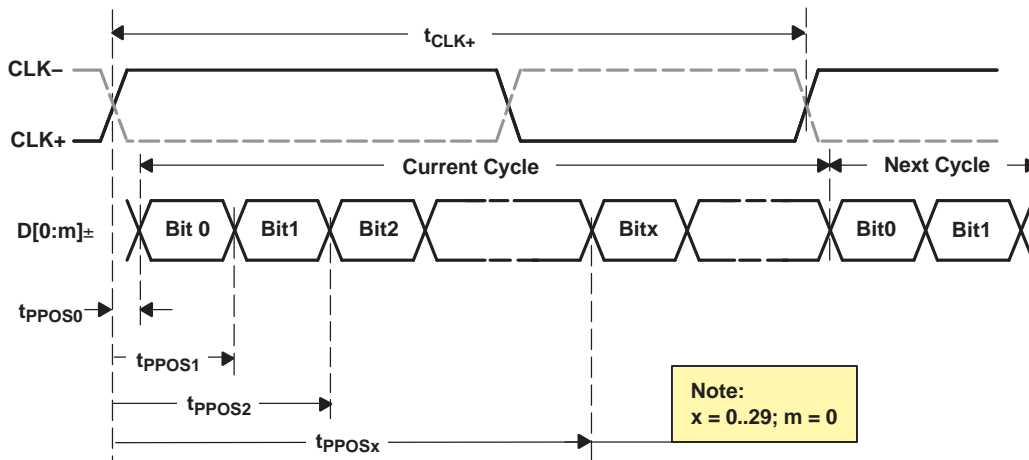 tCLK+
CLK–
CLK+
Current Cycle
Next Cycle
D[0:m]±
Bit 0
Bit1
Bit2
Bitx
Bit0
Bit1
tPPOS0
tPPOS1
tPPOS2
tPPOSx
Note:
x = 0..29; m = 0